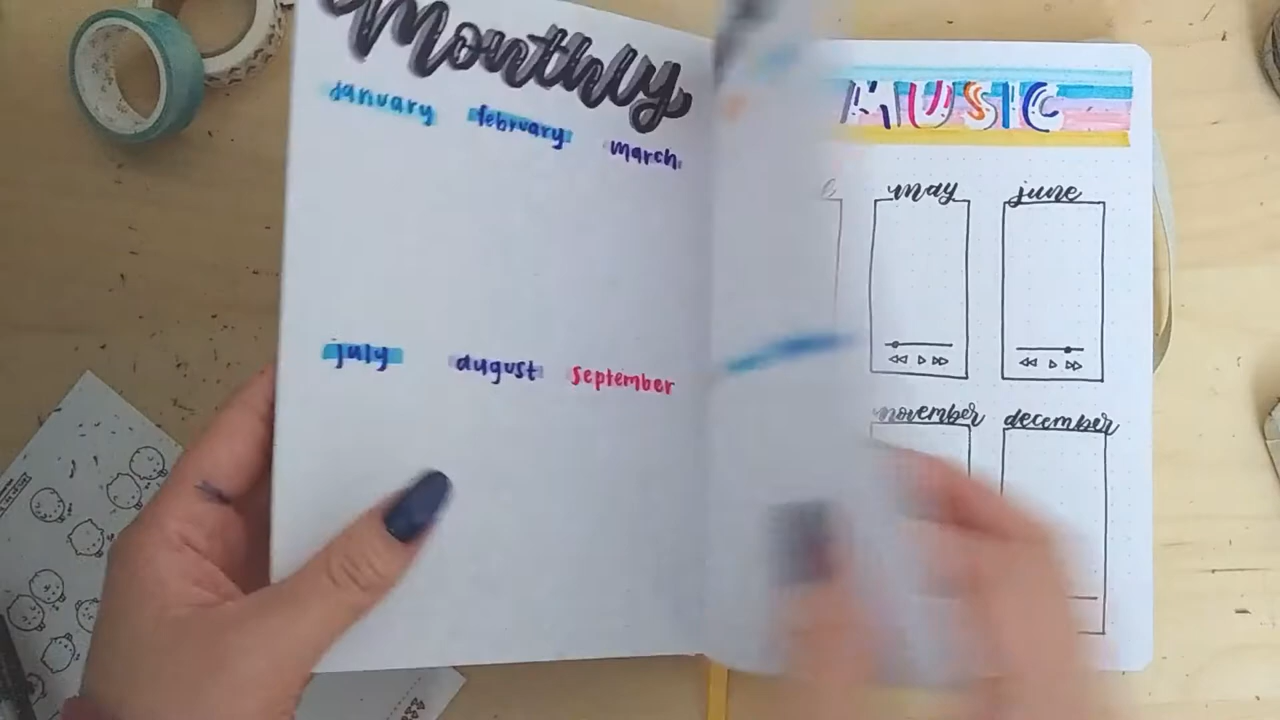 monthly
january february march
july august september
MUSIC
may june
november december